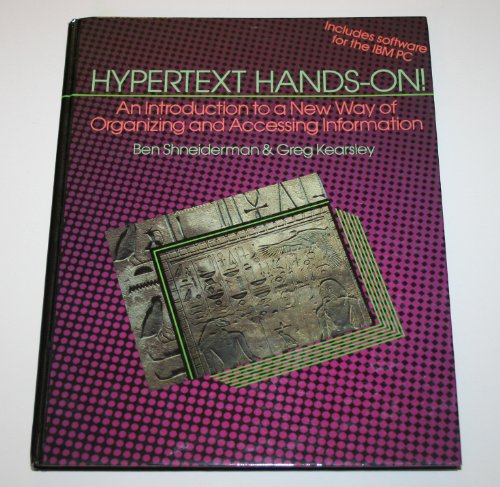 Includes software
for the IBM PC
HYPERTEXT HANDS-ON!
An Introduction to a New Way of
Organizing and Accessing Information
Ben Shneiderman & Greg Kearsley